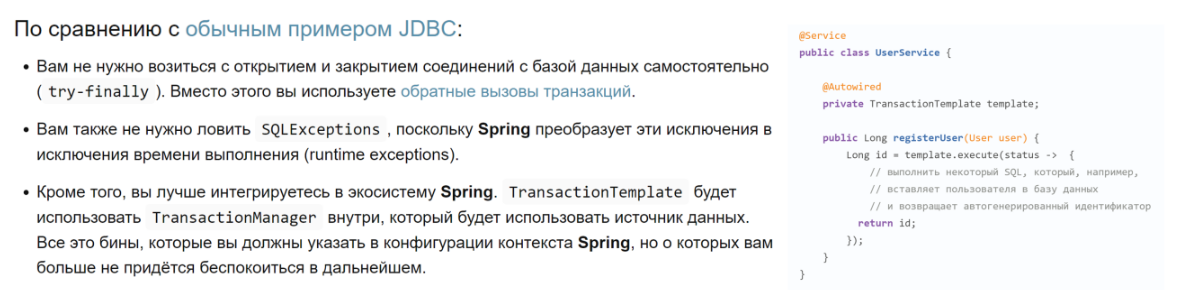 По сравнению с обычным примером JDBC:
• Вам не нужно возиться с открытием и закрытием соединений с базой данных самостоятельно
( try-finally ). Вместо этого вы используете обратные вызовы транзакций.
• Вам также не нужно ловить SQLExceptions , поскольку Spring преобразует эти исключения в
исключения времени выполнения (runtime exceptions).
• Кроме того, вы лучше интегрируетесь в экосистему Spring. TransactionTemplate будет
использовать TransactionManager внутри, который будет использовать источник данных.
Все это бины, которые вы должны указать в конфигурации контекста Spring, но о которых вам
больше не придётся беспокоиться в дальнейшем.
@Service
public class UserService {
@Autowired
private TransactionTemplate template;
public Long registerUser(User user) {
Long id = template.execute(status -> {
// выполнить некоторый SQL, который, например,
// вставляет пользователя в базу данных
// и возвращает автогенерированный идентификатор
return id;
});
}
}